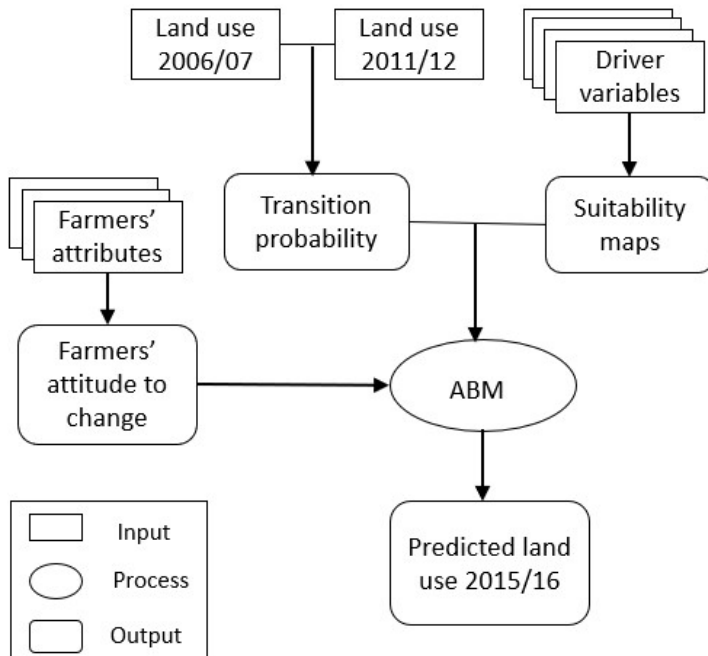 Land use
2006/07
Land use
2011/12
Driver
variables
Transition
probability
Suitability
maps
Farmers’
attributes
Farmers’
attitude to
change
ABM
Predicted land
use 2015/16
Input
Process
Output